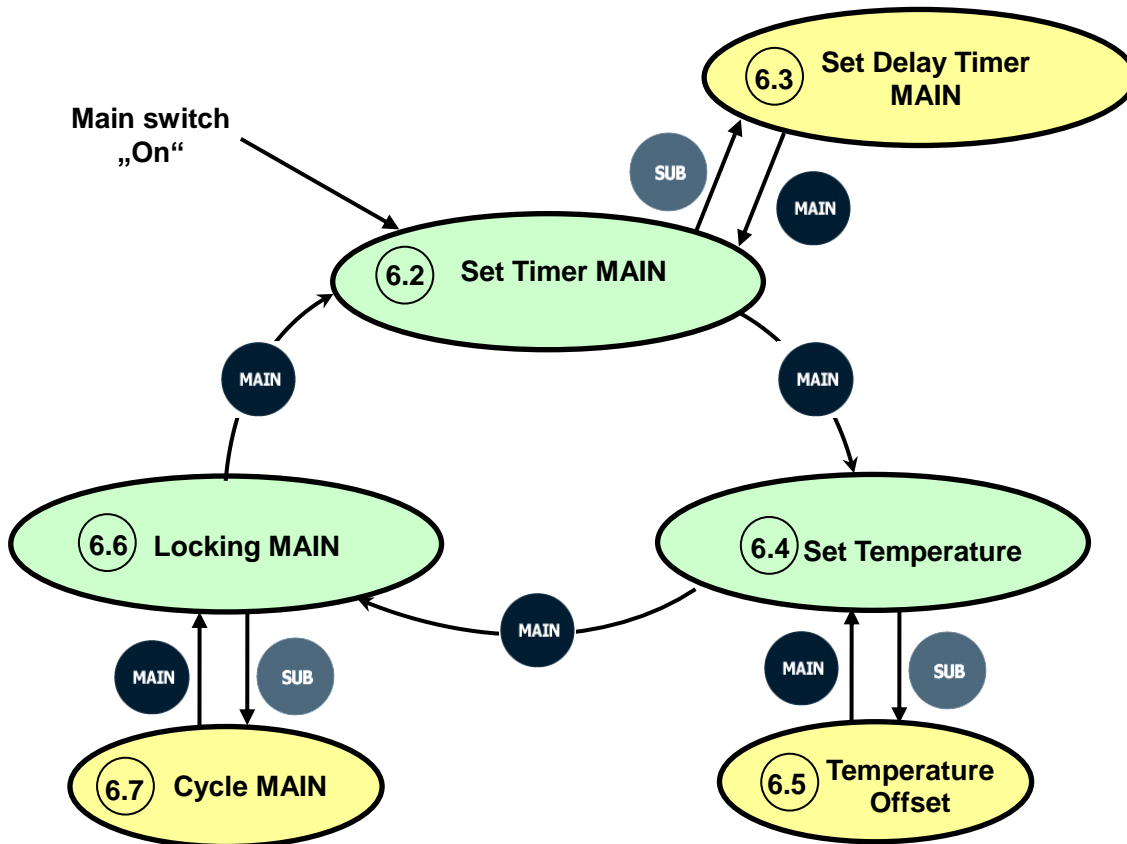 6.3
Set Delay Timer
MAIN
Main switch
„On“
SUB
MAIN
6.2
Set Timer MAIN
MAIN
MAIN
6.6
Locking MAIN
6.4
Set Temperature
MAIN
MAIN
SUB
MAIN
SUB
6.7
Cycle MAIN
6.5
Temperature
Offset